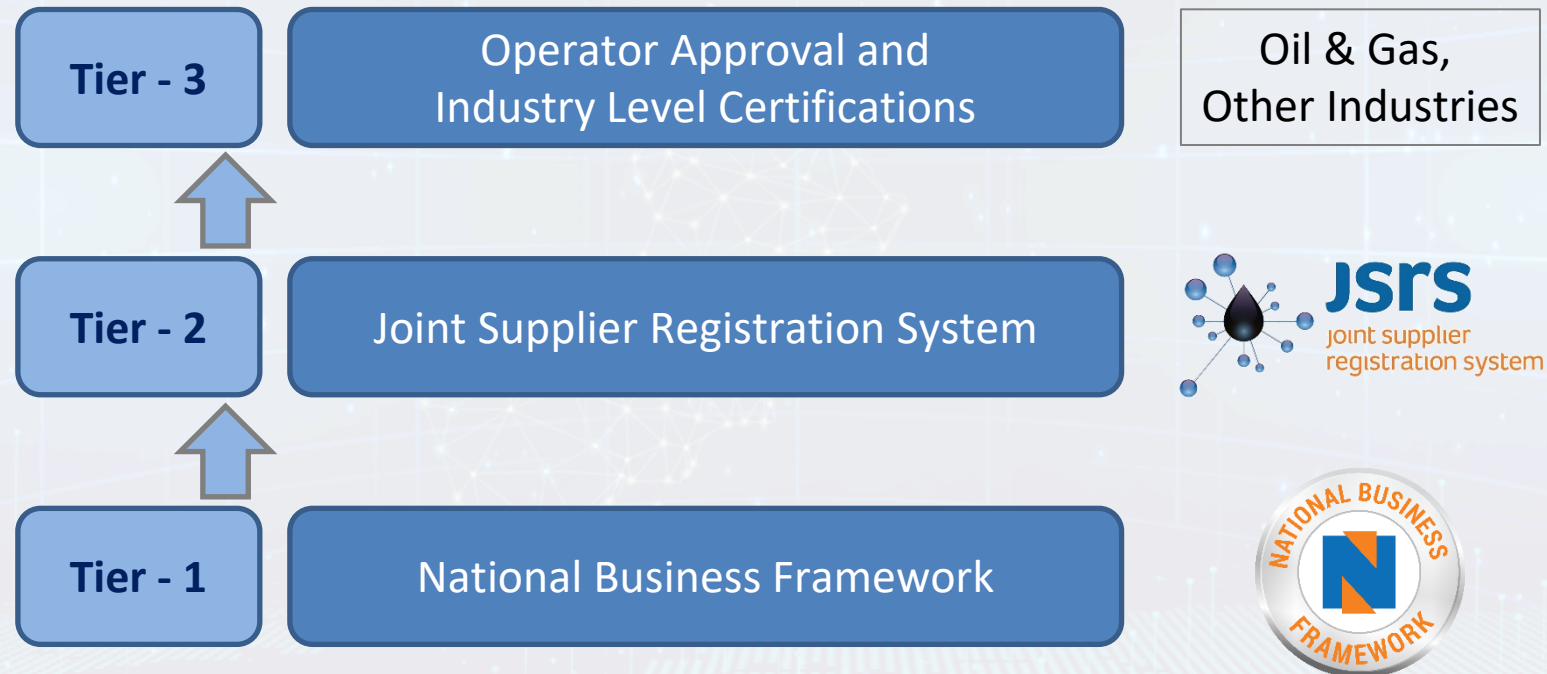 Tier - 3
Operator Approval and
Industry Level Certifications
Oil & Gas,
Other Industries
Tier - 2
Joint Supplier Registration System
JSRS
joint supplier
registration system
Tier - 1
National Business Framework
NATIONAL BUSINESS
N
FRAMEWORK